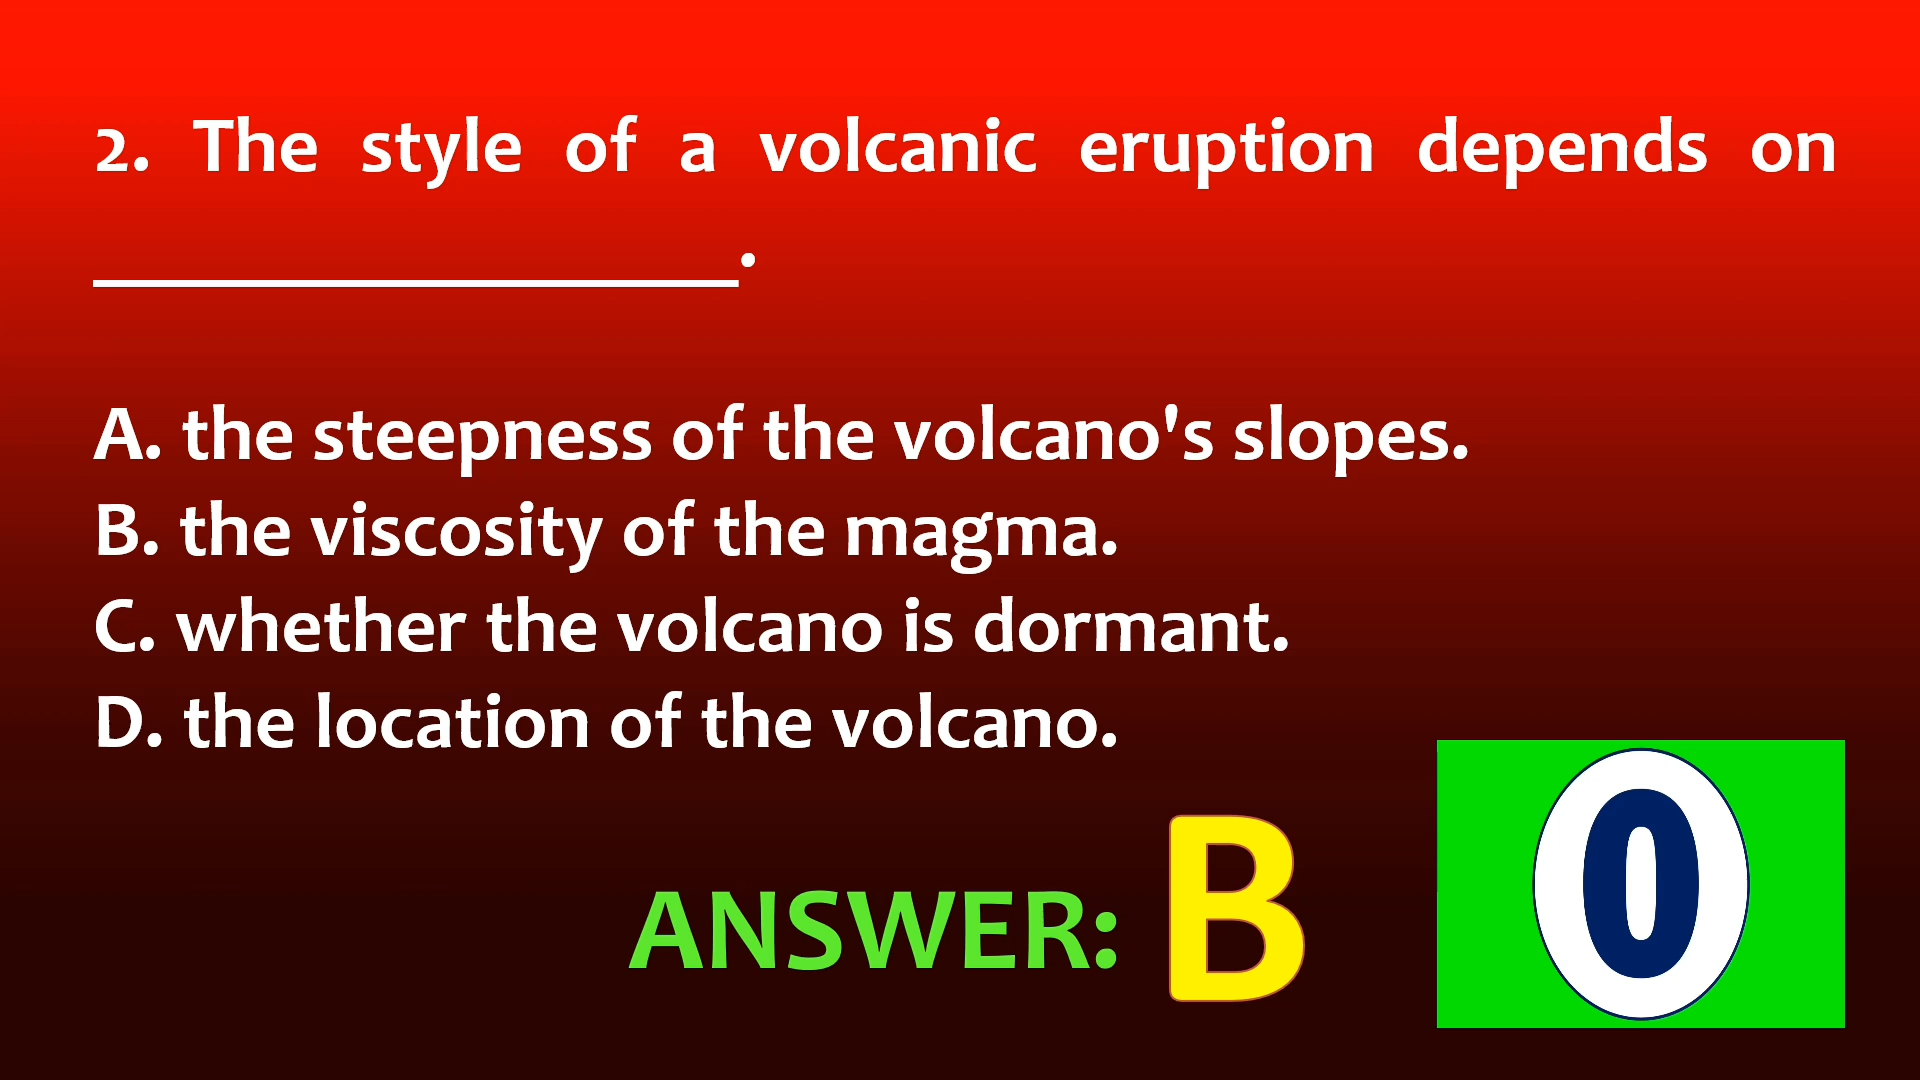 2. The style of a volcanic eruption depends on
____________________.
A. the steepness of the volcano's slopes.
B. the viscosity of the magma.
C. whether the volcano is dormant.
D. the location of the volcano.
ANSWER: B
0